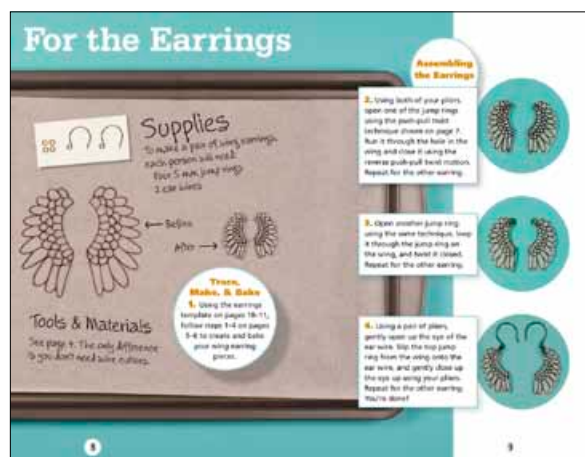 For the Earrings
Supplies
To make a pair of wing earrings,
each person will need:
Four 5 mm jump rings
2 ear wires
Before
After
Tools & Materials
See page 4. The only difference
is you don't need wire cutters.
Trace,
Make, & Bake
1. Using the earrings
template on pages 10–11,
follow steps 1–4 on pages
5–6 to create and bake
your wing earring
pieces.
8
Assembling
the Earrings
2. Using both of your pliers,
open one of the jump rings
using the push-pull twist
technique shown on page 7.
Run it through the hole in the
wing and close it using the
reverse push-pull twist motion.
Repeat for the other earring.
3. Open another jump ring
using the same technique, loop
it through the jump ring on
the wing, and twist it closed.
Repeat for the other earring.
4. Using a pair of pliers,
gently open up the eye of the
ear wire. Slip the top jump
ring from the wing onto the
ear wire, and gently close up
the eye up using your pliers.
Repeat for the other earring.
You're done!
9